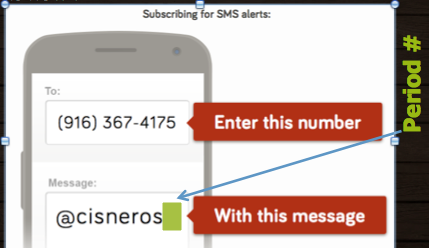 Subscribing for SMS alerts:
To:
(916) 367-4175
Enter this number
Message:
@cisneros
With this message
Period #